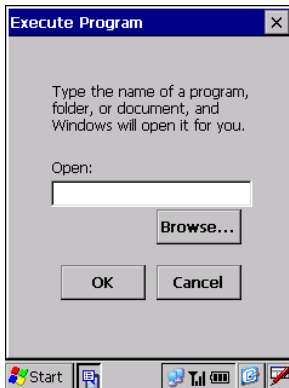 Execute Program
Type the name of a program,
folder, or document, and
Windows will open it for you.
Open:
Browse...
OK Cancel
Start